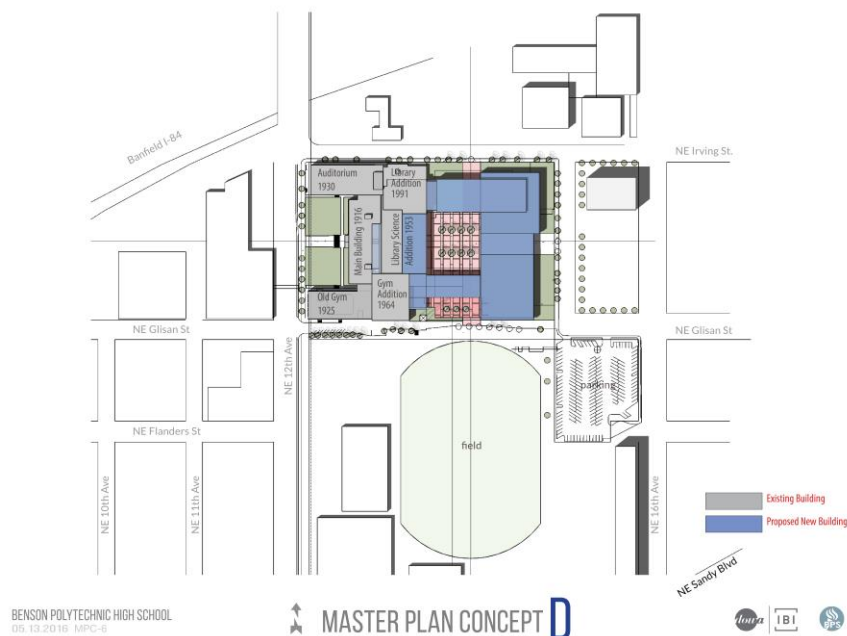 Banfield I-84
NE Irving St.
Auditorium
1930
Library
Addition
1991
Main Building 1916
Library Science
Addition 1953
Gym
Addition
1964
Old Gym
1925
NE Glisan St
NE Glisan St
NE 12th Ave
parking
NE Flanders St
field
NE 10th Ave
NE 11th Ave
NE 16th Ave
Existing Building
Proposed New Building
NE Sandy Blvd
BENSON POLYTECHNIC HIGH SCHOOL
05.13.2016 MPC-6
MASTER PLAN CONCEPT D
IBI